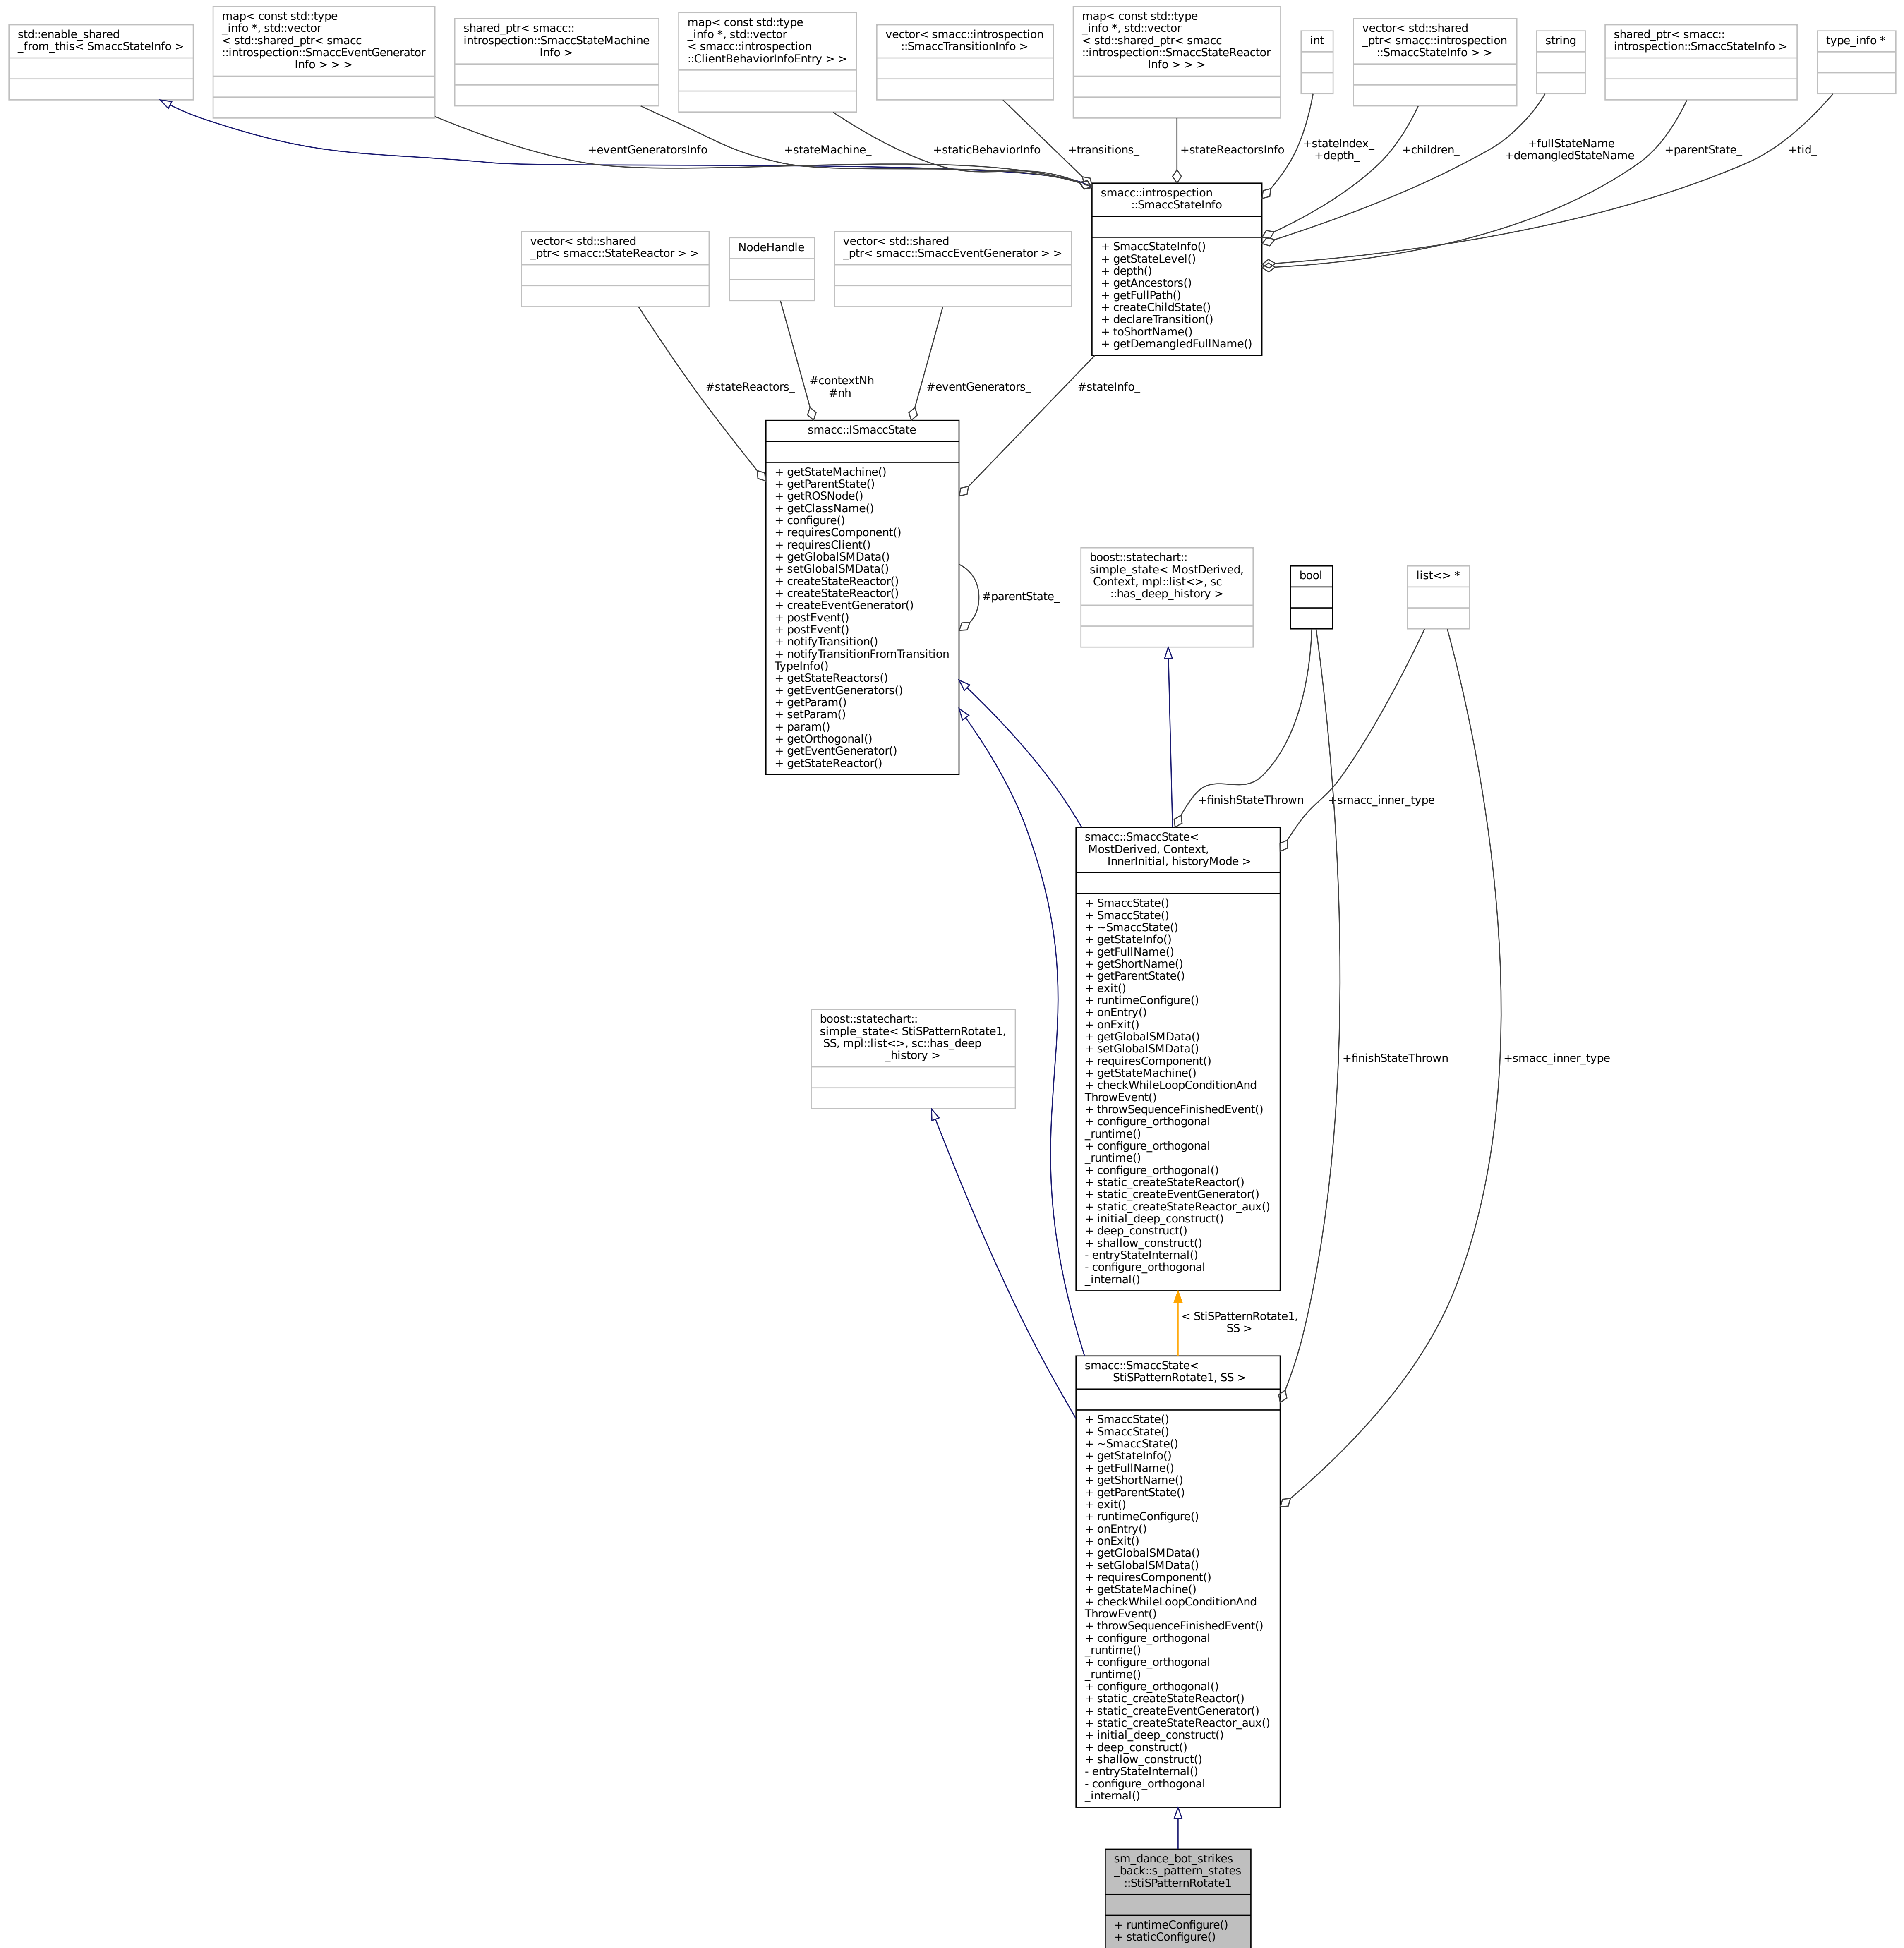 std::enable_shared
_from_this< SmaccStateInfo >
map< const std::type
_info *, std::vector
< std::shared_ptr< smacc
::introspection::SmaccEventGenerator
Info > > >
shared_ptr< smacc::
introspection::SmaccStateMachine
Info >
map< const std::type
_info *, std::vector
< smacc::introspection
::ClientBehaviorInfoEntry > >
vector< smacc::introspection
::SmaccTransitionInfo >
map< const std::type
_info *, std::vector
< std::shared_ptr< smacc
::introspection::SmaccStateReactor
Info > > >
int
vector< std::shared
_ptr< smacc::introspection
::SmaccStateInfo > >
string
shared_ptr< smacc::
introspection::SmaccStateInfo >
type_info *
+eventGeneratorsInfo
+stateMachine_
+staticBehaviorInfo
+transitions_
+stateReactorsInfo
+stateIndex_
+depth_
+children_
+fullStateName
+demangledStateName
+parentState_
+tid_
smacc::introspection
::SmaccStateInfo
+ SmaccStateInfo()
+ getStateLevel()
+ depth()
+ getAncestors()
+ getFullPath()
+ createChildState()
+ declareTransition()
+ toShortName()
+ getDemangledFullName()
vector< std::shared
_ptr< smacc::StateReactor > >
NodeHandle
vector< std::shared
_ptr< smacc::SmaccEventGenerator > >
#stateReactors_
#contextNh
#nh
#eventGenerators_
#stateInfo_
smacc::ISmaccState
+ getStateMachine()
+ getParentState()
+ getROSNode()
+ getClassName()
+ configure()
+ requiresComponent()
+ requiresClient()
+ getGlobalSMData()
+ setGlobalSMData()
+ createStateReactor()
+ createStateReactor()
+ createEventGenerator()
+ postEvent()
+ postEvent()
+ notifyTransition()
+ notifyTransitionFromTransition
TypeInfo()
+ getStateReactors()
+ getEventGenerators()
+ getParam()
+ setParam()
+ param()
+ getOrthogonal()
+ getEventGenerator()
+ getStateReactor()
#parentState_
boost::statechart::
simple_state< MostDerived,
Context, mpl::list<>, sc
::has_deep_history >
bool
list<> *
+finishStateThrown
+smacc_inner_type
smacc::SmaccState<
MostDerived, Context,
InnerInitial, historyMode >
+ SmaccState()
+ SmaccState()
+ ~SmaccState()
+ getStateInfo()
+ getFullName()
+ getShortName()
+ getParentState()
+ exit()
+ runtimeConfigure()
+ onEntry()
+ onExit()
+ getGlobalSMData()
+ setGlobalSMData()
+ requiresComponent()
+ getStateMachine()
+ checkWhileLoopConditionAnd
ThrowEvent()
+ throwSequenceFinishedEvent()
+ configure_orthogonal
_runtime()
+ configure_orthogonal
_runtime()
+ configure_orthogonal()
+ static_createStateReactor()
+ static_createEventGenerator()
+ static_createStateReactor_aux()
+ initial_deep_construct()
+ deep_construct()
+ shallow_construct()
- entryStateInternal()
- configure_orthogonal
_internal()
boost::statechart::
simple_state< StiSPatternRotate1,
SS, mpl::list<>, sc::has_deep
_history >
+finishStateThrown
+smacc_inner_type
< StiSPatternRotate1,
SS >
smacc::SmaccState<
StiSPatternRotate1, SS >
+ SmaccState()
+ SmaccState()
+ ~SmaccState()
+ getStateInfo()
+ getFullName()
+ getShortName()
+ getParentState()
+ exit()
+ runtimeConfigure()
+ onEntry()
+ onExit()
+ getGlobalSMData()
+ setGlobalSMData()
+ requiresComponent()
+ getStateMachine()
+ checkWhileLoopConditionAnd
ThrowEvent()
+ throwSequenceFinishedEvent()
+ configure_orthogonal
_runtime()
+ configure_orthogonal
_runtime()
+ configure_orthogonal()
+ static_createStateReactor()
+ static_createEventGenerator()
+ static_createStateReactor_aux()
+ initial_deep_construct()
+ deep_construct()
+ shallow_construct()
- entryStateInternal()
- configure_orthogonal
_internal()
sm_dance_bot_strikes
_back::s_pattern_states
::StiSPatternRotate1
+ runtimeConfigure()
+ staticConfigure()